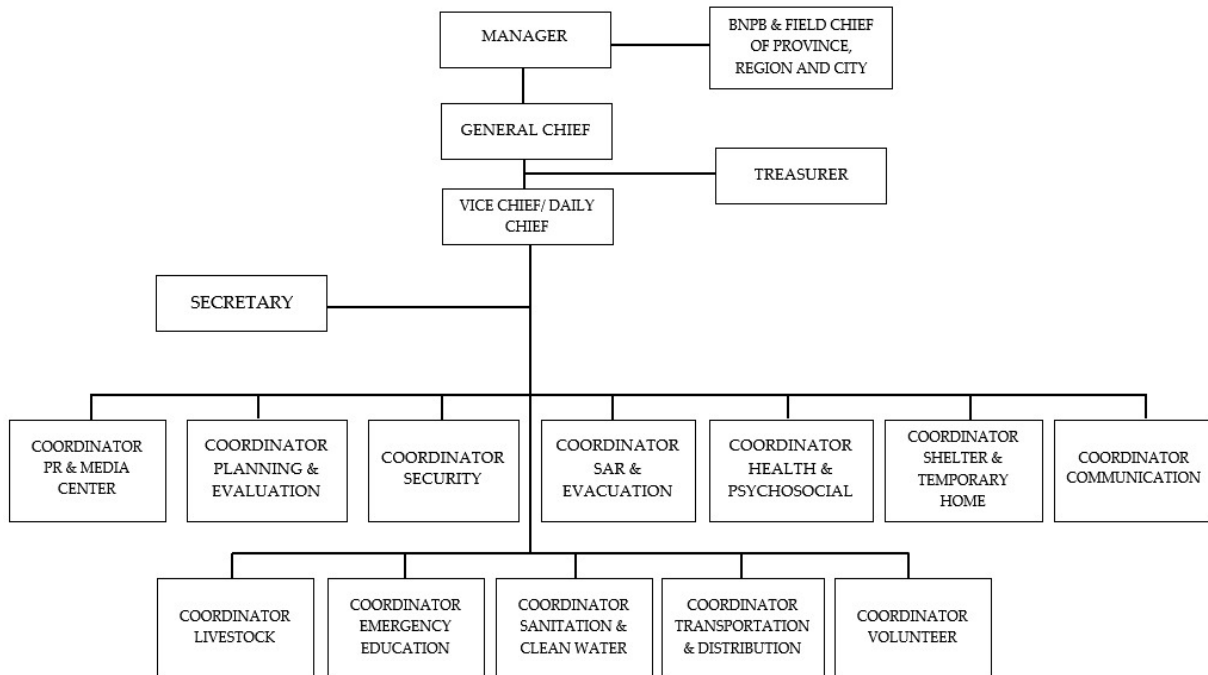 MANAGER
BNPB & FIELD CHIEF
OF PROVINCE,
REGION AND CITY
GENERAL CHIEF
TREASURER
VICE CHIEF/ DAILY
CHIEF
SECRETARY
COORDINATOR
PR & MEDIA
CENTER
COORDINATOR
PLANNING &
EVALUATION
COORDINATOR
SECURITY
COORDINATOR
SAR &
EVACUATION
COORDINATOR
HEALTH &
PSYCHOSOCIAL
COORDINATOR
SHELTER &
TEMPORARY
HOME
COORDINATOR
COMMUNICATION
COORDINATOR
LIVESTOCK
COORDINATOR
EMERGENCY
EDUCATION
COORDINATOR
SANITATION &
CLEAN WATER
COORDINATOR
TRANSPORTATION
& DISTRIBUTION
COORDINATOR
VOLUNTEER